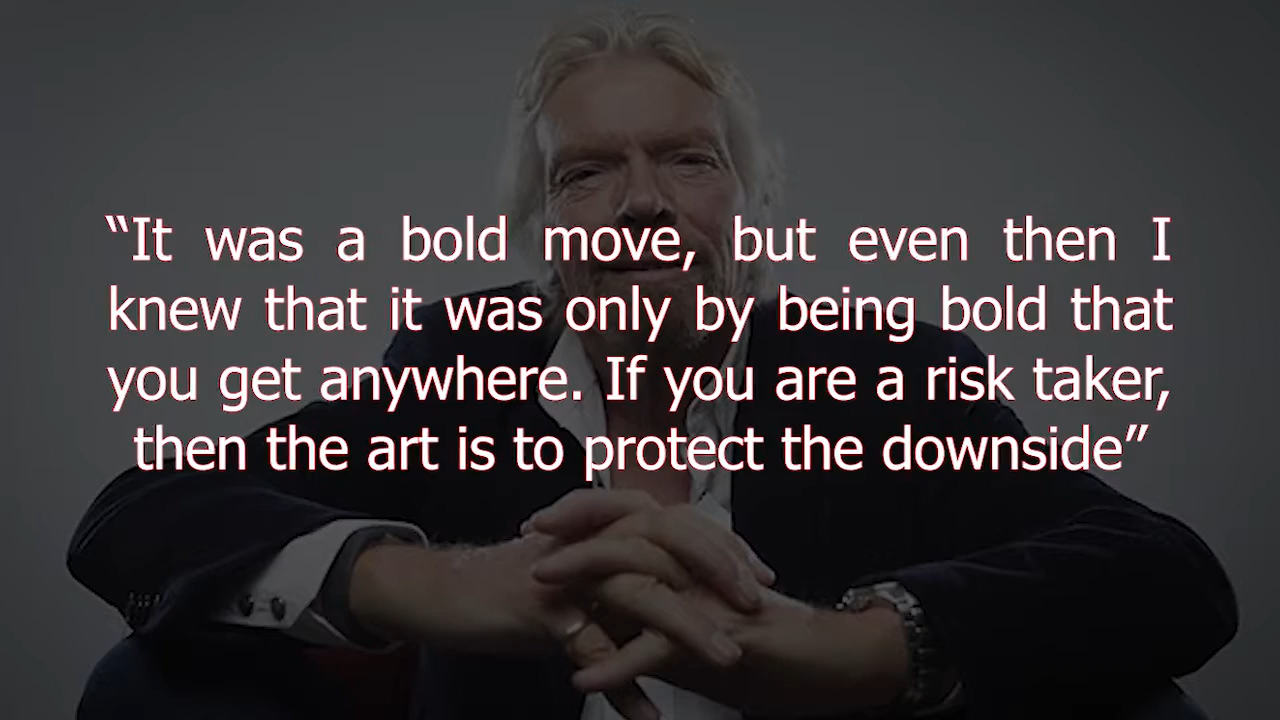 “It was a bold move, but even then I
knew that it was only by being bold that
you get anywhere. If you are a risk taker,
then the art is to protect the downside”